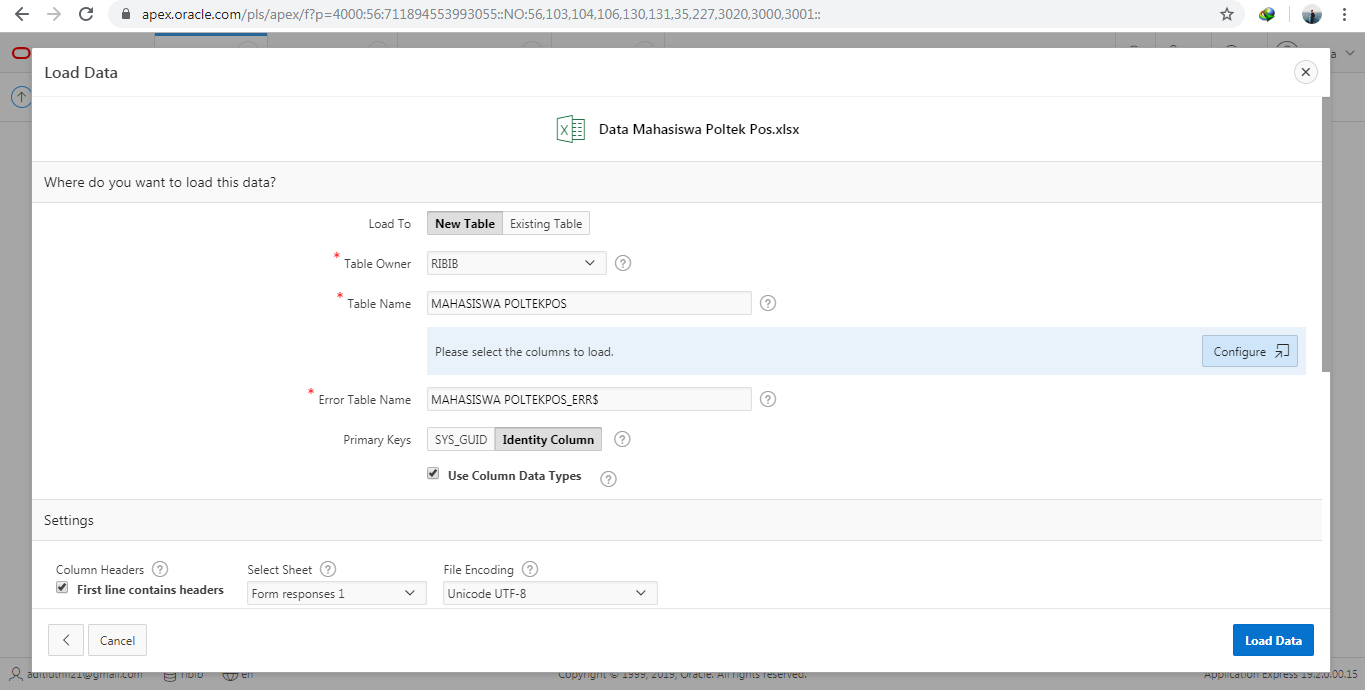 apex.oracle.com/pls/apex/f?p=4000:56:711894553993055::NO:56,103,104,106,130,131,35,227,3020,3000,3001::
Load Data
Data Mahasiswa Poltek Pos.xlsx
Where do you want to load this data?
Load To New Table Existing Table
* Table Owner RIBIB ?
* Table Name MAHASISWA POLTEKPOS ?
Please select the columns to load. Configure
* Error Table Name MAHASISWA POLTEKPOS_ERR$ ?
Primary Keys SYS_GUID Identity Column ?
Use Column Data Types ?
Settings
Column Headers ? Select Sheet ? File Encoding ?
First line contains headers Form responses 1 Unicode UTF-8
Cancel Load Data
ribib en Copyright © 1999, 2019, Oracle. All rights reserved. Application Express 19.2.0.00.15